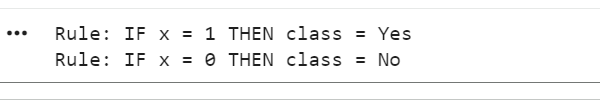 Rule: IF x = 1 THEN class = Yes
Rule: IF x = 0 THEN class = No